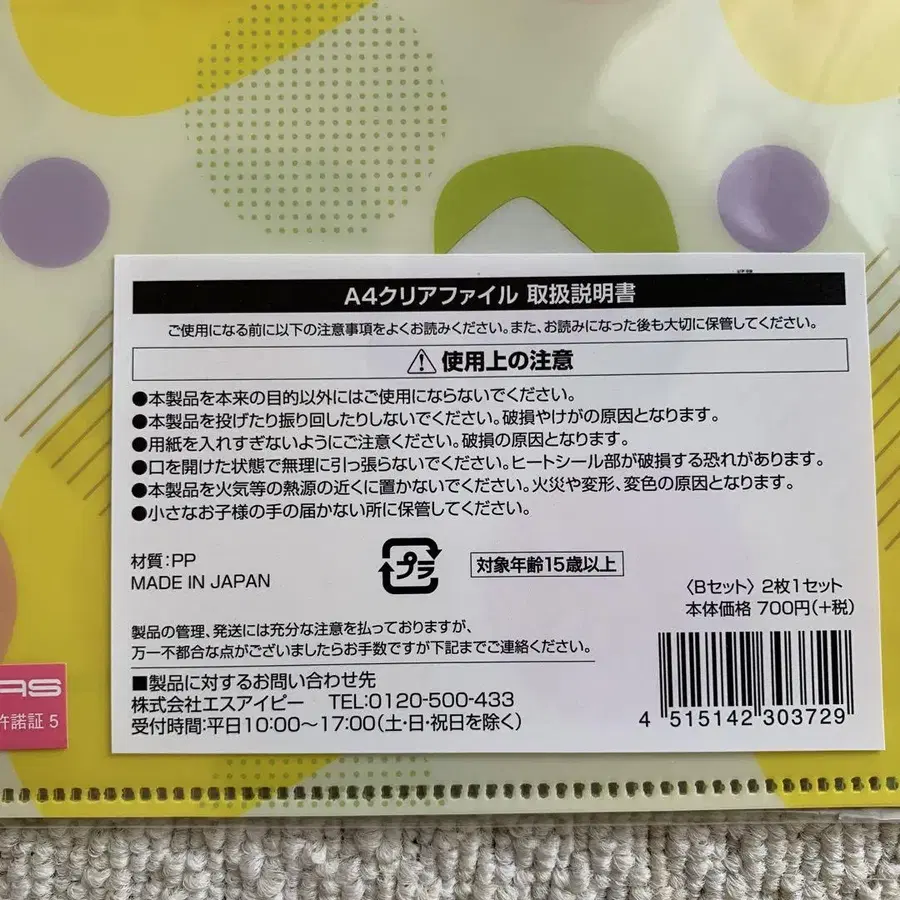 A4クリアファイル 取扱説明書
ご使用になる前に以下の注意事項をよくお読みください。また、お読みになった後も大切に保管してください。
使用上の注意
●本製品を本来の目的以外にはご使用にならないでください。
●本製品を投げたり振り回したりしないでください。破損やけがの原因となります。
●用紙を入れすぎないようにご注意ください。破損の原因となります。
●口を開けた状態で無理に引っ張らないでください。ヒートシール部が破損する恐れがあります。
●本製品を火気等の熱源の近くに置かないでください。火災や変形、変色の原因となります。
●小さなお子様の手の届かない所に保管してください。
材質:PP
MADE IN JAPAN
プラ
対象年齢15歳以上
〈Bセット〉2枚1セット
本体価格 700円(+税)
製品の管理、発送には充分な注意を払っておりますが、
万一不都合な点がございましたらお手数ですが下記までご連絡ください。
■製品に対するお問い合わせ先
株式会社エスアイピー TEL:0120-500-433
受付時間:平日10:00〜17:00(土・日・祝日を除く)
4 515142 303729
許諾証 5